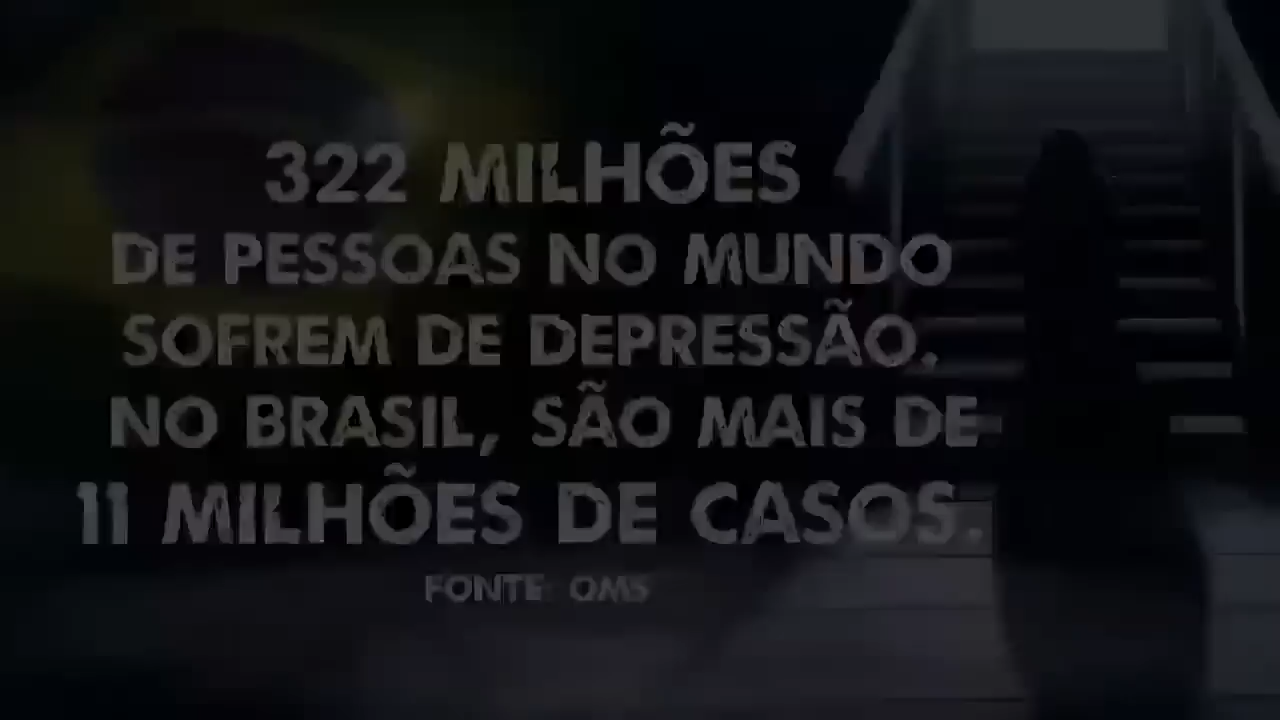 322 MILHÕES
DE PESSOAS NO MUNDO
SOFREM DE DEPRESSÃO.
NO BRASIL, SÃO MAIS DE
11 MILHÕES DE CASOS.
FONTE: OMS